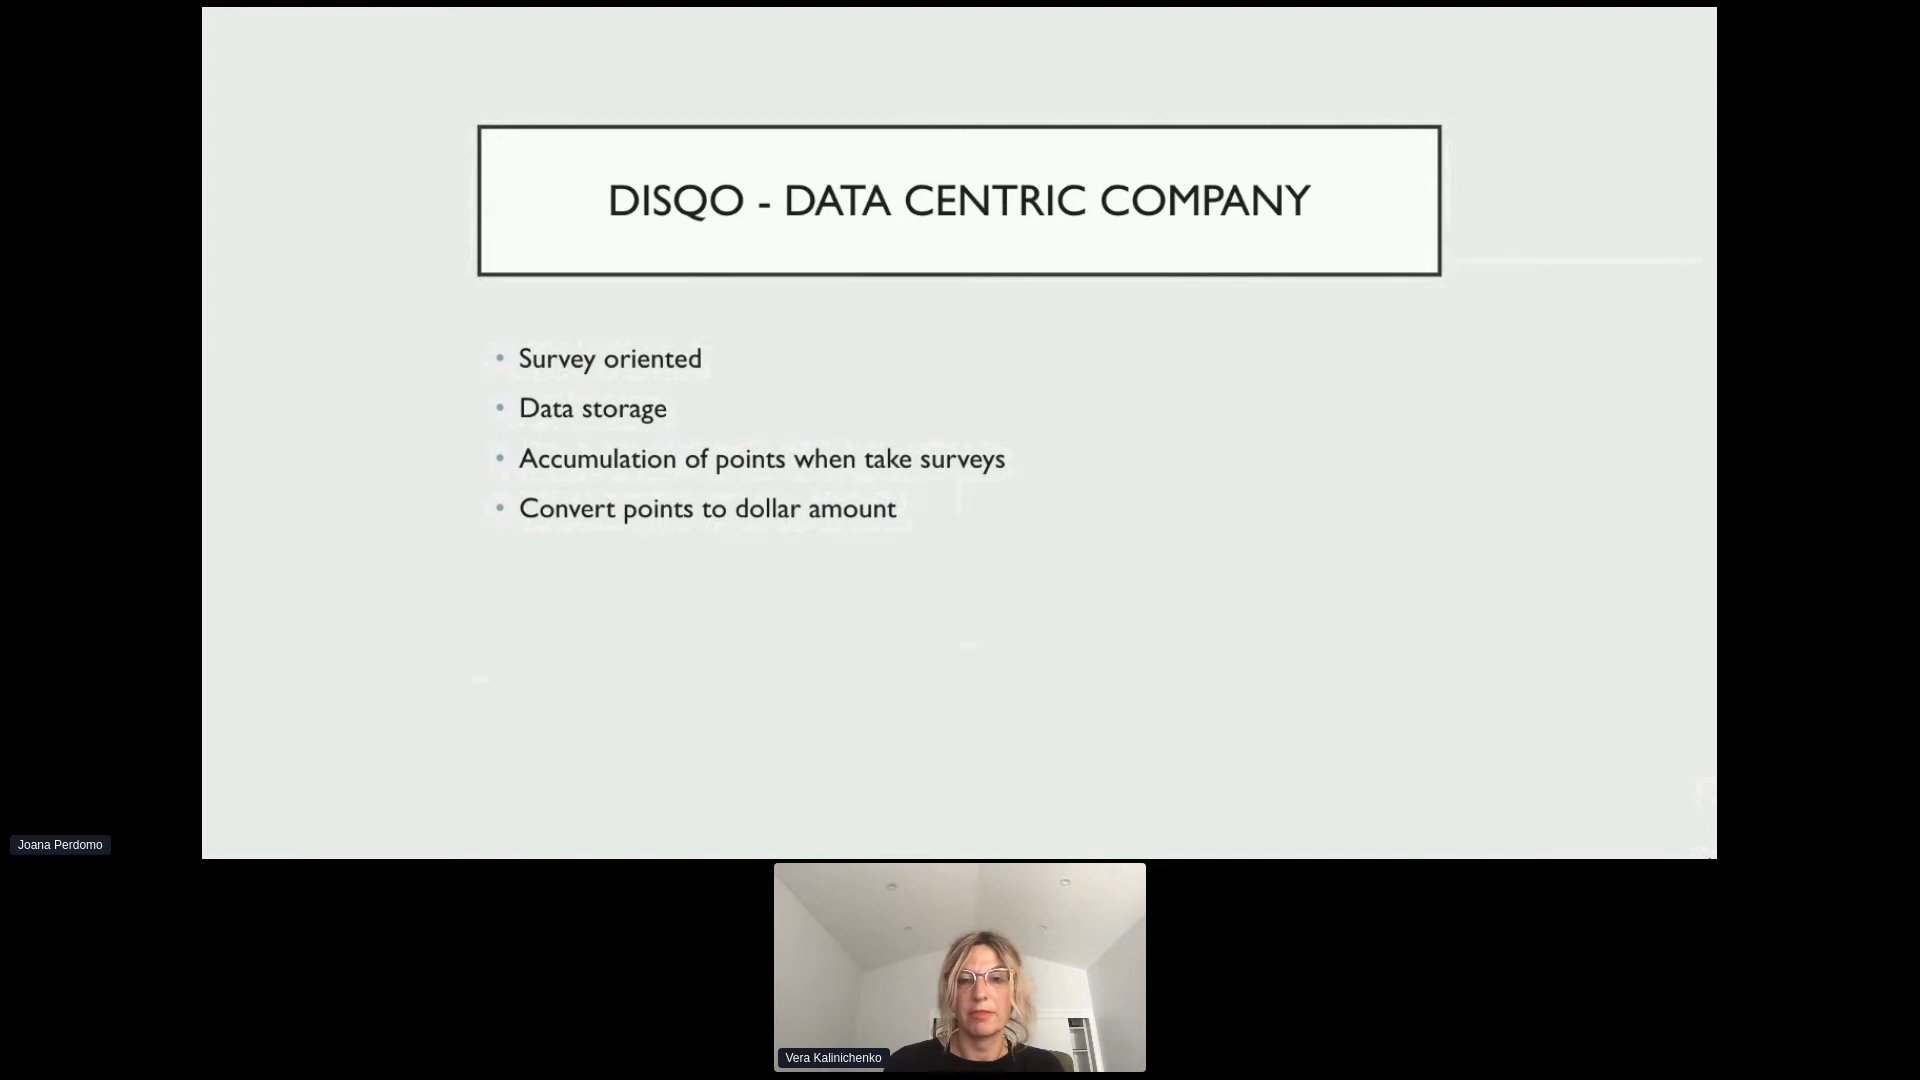 DISQO - DATA CENTRIC COMPANY
• Survey oriented
• Data storage
• Accumulation of points when take surveys
• Convert points to dollar amount
Joana Perdomo
Vera Kalinichenko